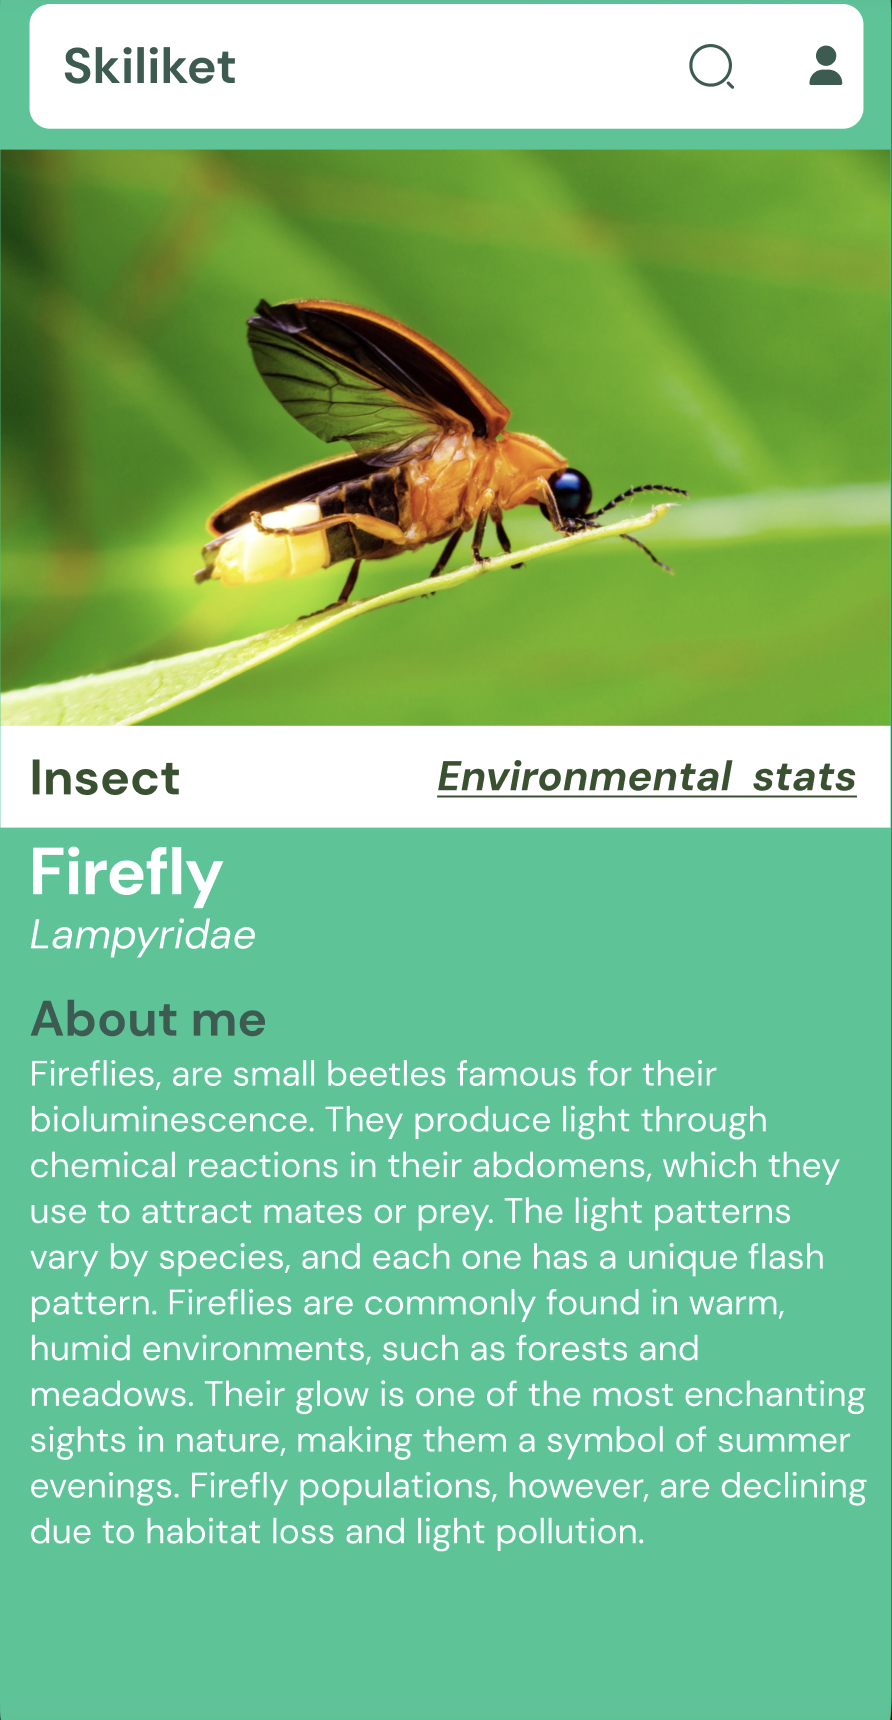 Skiliket
Insect
Environmental stats
Firefly
Lampyridae
About me
Fireflies, are small beetles famous for their
bioluminescence. They produce light through
chemical reactions in their abdomens, which they
use to attract mates or prey. The light patterns
vary by species, and each one has a unique flash
pattern. Fireflies are commonly found in warm,
humid environments, such as forests and
meadows. Their glow is one of the most enchanting
sights in nature, making them a symbol of summer
evenings. Firefly populations, however, are declining
due to habitat loss and light pollution.